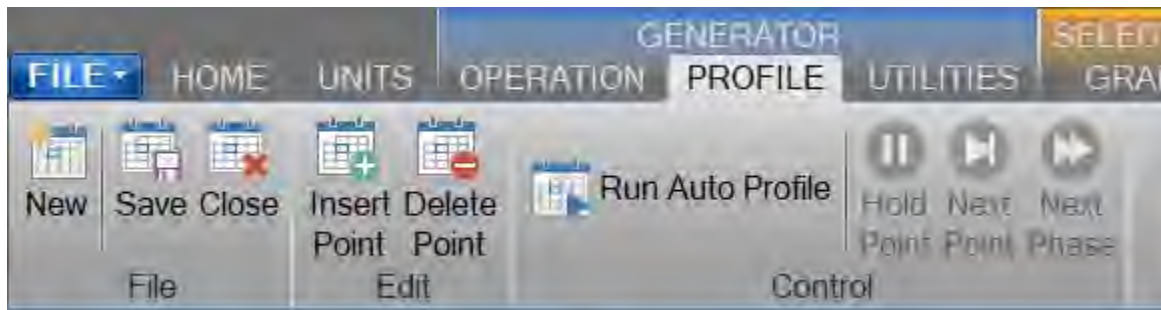 GENERATOR
FILE HOME UNITS OPERATION PROFILE UTILITIES
New Save Close Insert Point Delete Point Run Auto Profile Hold Point Next Point Next Phase
File Edit Control